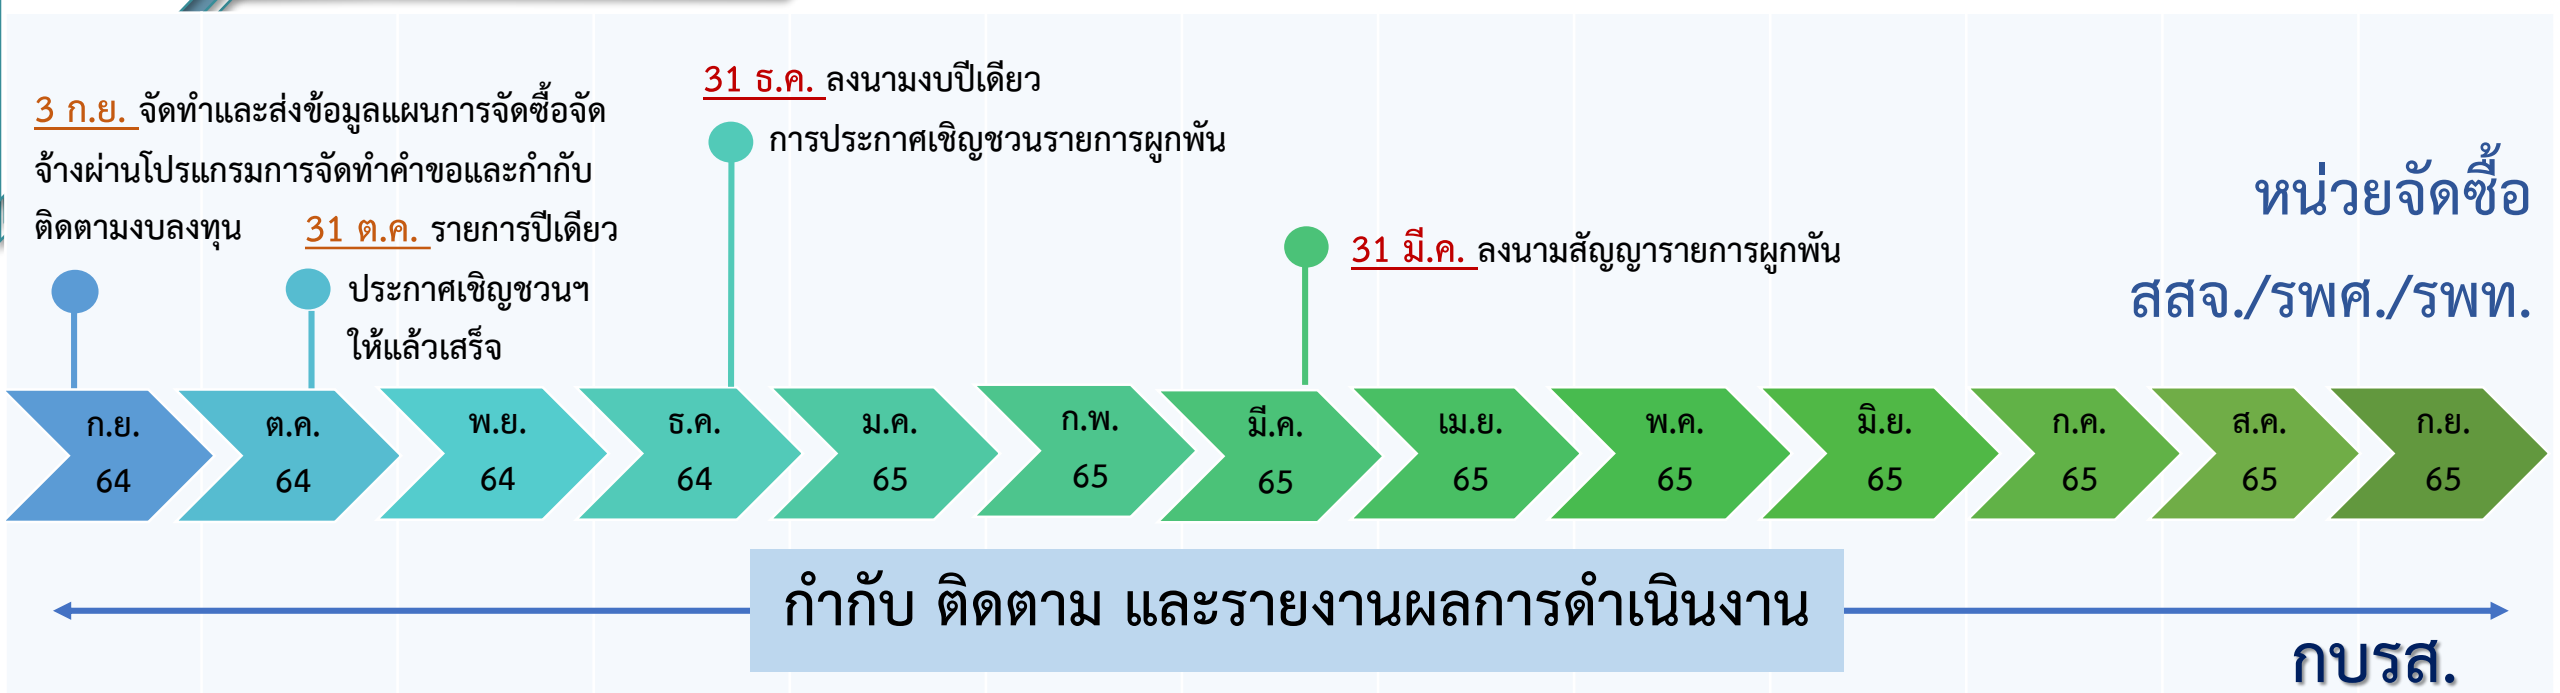 3 ก.ย. จัดทำและส่งข้อมูลแผนการจัดซื้อจัด
จ้างผ่านโปรแกรมการจัดทำคำขอและกำกับ
ติดตามงบลงทุน
31 ต.ค. รายการปีเดียว
ประกาศเชิญชวนฯ
ให้แล้วเสร็จ
31 ธ.ค. ลงนามงบปีเดียว
การประกาศเชิญชวนรายการผูกพัน
31 มี.ค. ลงนามสัญญารายการผูกพัน
หน่วยจัดซื้อ
สสจ./รพศ./รพท.
ก.ย.
64
ต.ค.
64
พ.ย.
64
ธ.ค.
64
ม.ค.
65
ก.พ.
65
มี.ค.
65
เม.ย.
65
พ.ค.
65
มิ.ย.
65
ก.ค.
65
ส.ค.
65
ก.ย.
65
กำกับ ติดตาม และรายงานผลการดำเนินงาน
กบรส.